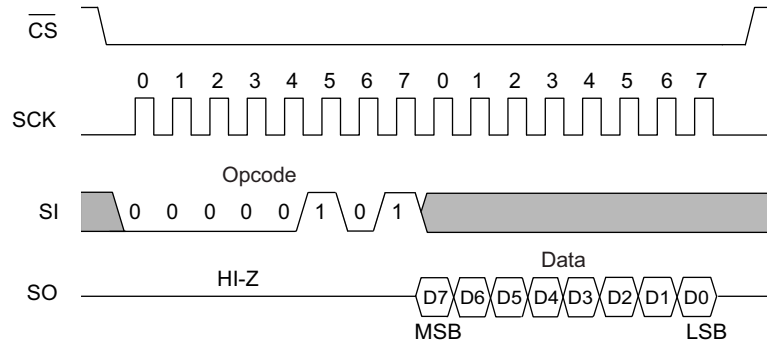 CS
SCK 0 1 2 3 4 5 6 7 0 1 2 3 4 5 6 7
Opcode
SI 0 0 0 0 0 1 0 1
HI-Z Data
SO D7 D6 D5 D4 D3 D2 D1 D0
MSB LSB